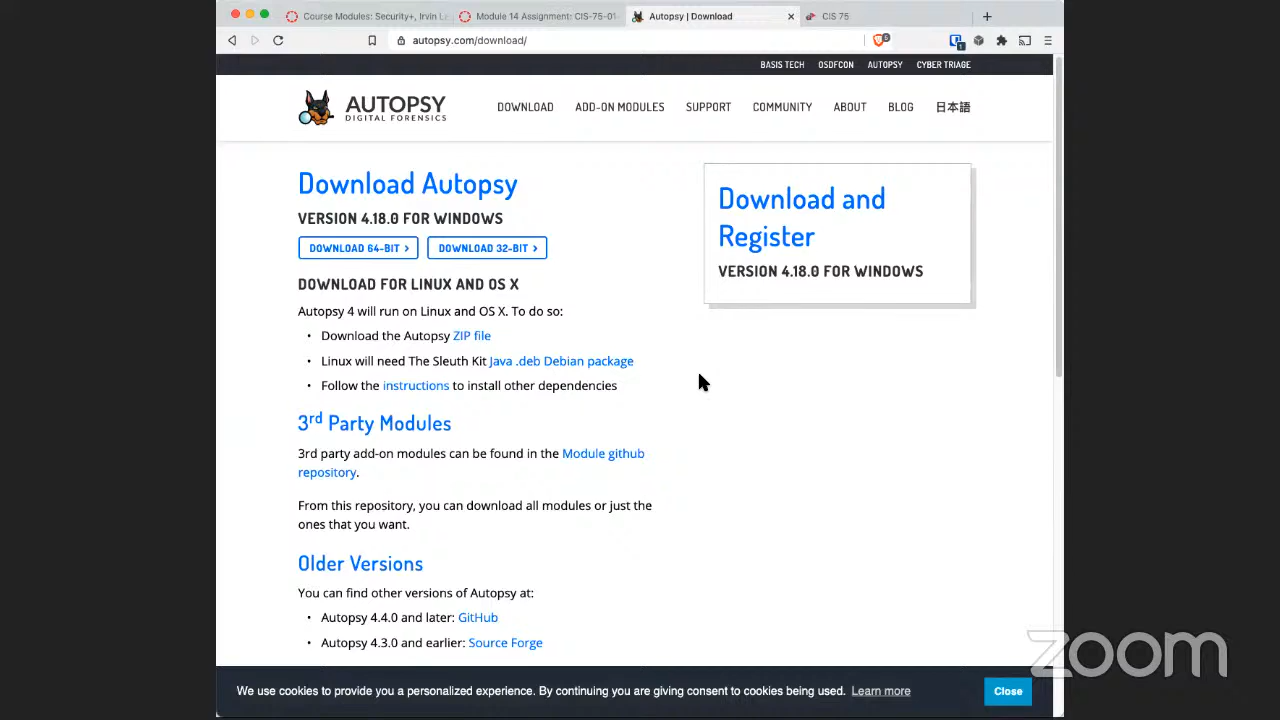 Course Modules: Security+, Irvin Le
Module 14 Assignment: CIS-75-01
Autopsy | Download
CIS 75
autopsy.com/download/
5
1
BASIS TECH OSDFCON AUTOPSY CYBER TRIAGE
AUTOPSY
DIGITAL FORENSICS
DOWNLOAD ADD-ON MODULES SUPPORT COMMUNITY ABOUT BLOG 日本語
Download Autopsy
VERSION 4.18.0 FOR WINDOWS
DOWNLOAD 64-BIT > DOWNLOAD 32-BIT >
DOWNLOAD FOR LINUX AND OS X
Autopsy 4 will run on Linux and OS X. To do so:
• Download the Autopsy ZIP file
• Linux will need The Sleuth Kit Java .deb Debian package
• Follow the instructions to install other dependencies
3rd Party Modules
3rd party add-on modules can be found in the Module github
repository.
From this repository, you can download all modules or just the
ones that you want.
Older Versions
You can find other versions of Autopsy at:
• Autopsy 4.4.0 and later: GitHub
• Autopsy 4.3.0 and earlier: Source Forge
Download and
Register
VERSION 4.18.0 FOR WINDOWS
We use cookies to provide you a personalized experience. By continuing you are giving consent to cookies being used. Learn more
Close
zoom